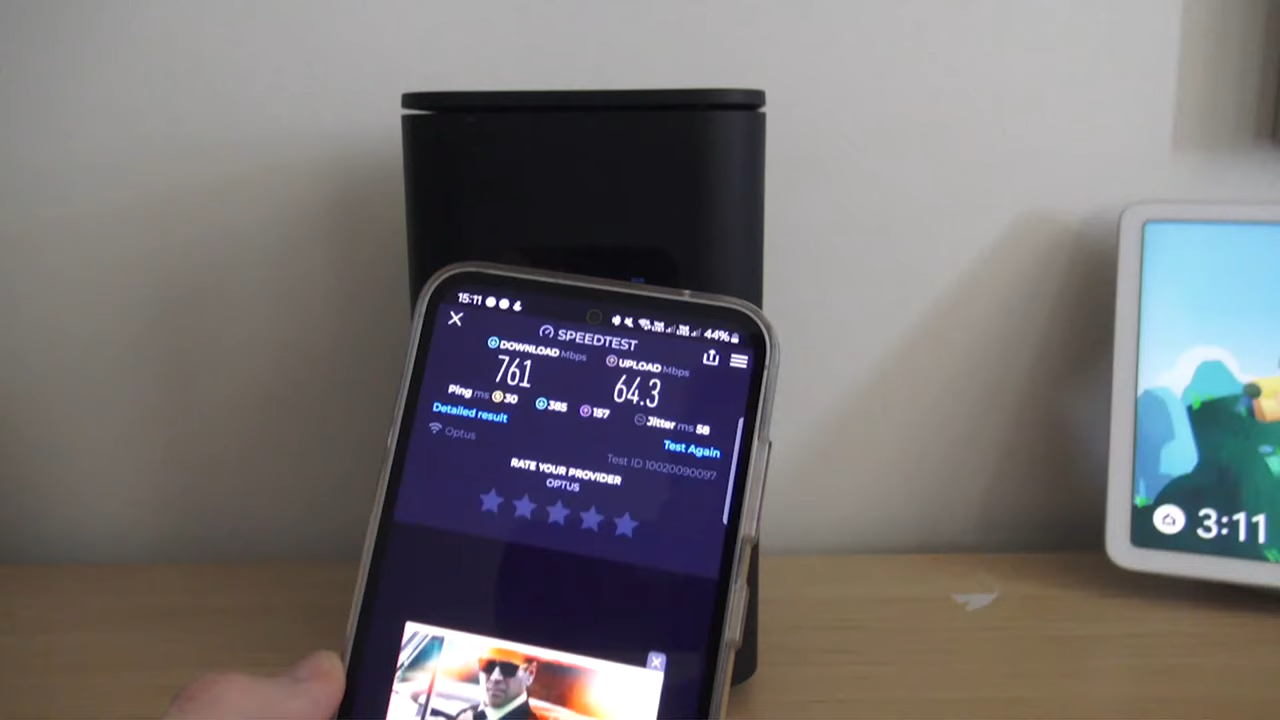 15:11 44%
SPEEDTEST
DOWNLOAD Mbps UPLOAD Mbps
761 64.3
Ping ms 30 385 157 Jitter ms 58
Detailed result Test Again
Optus Test ID 10020090097
RATE YOUR PROVIDER
OPTUS
3:11